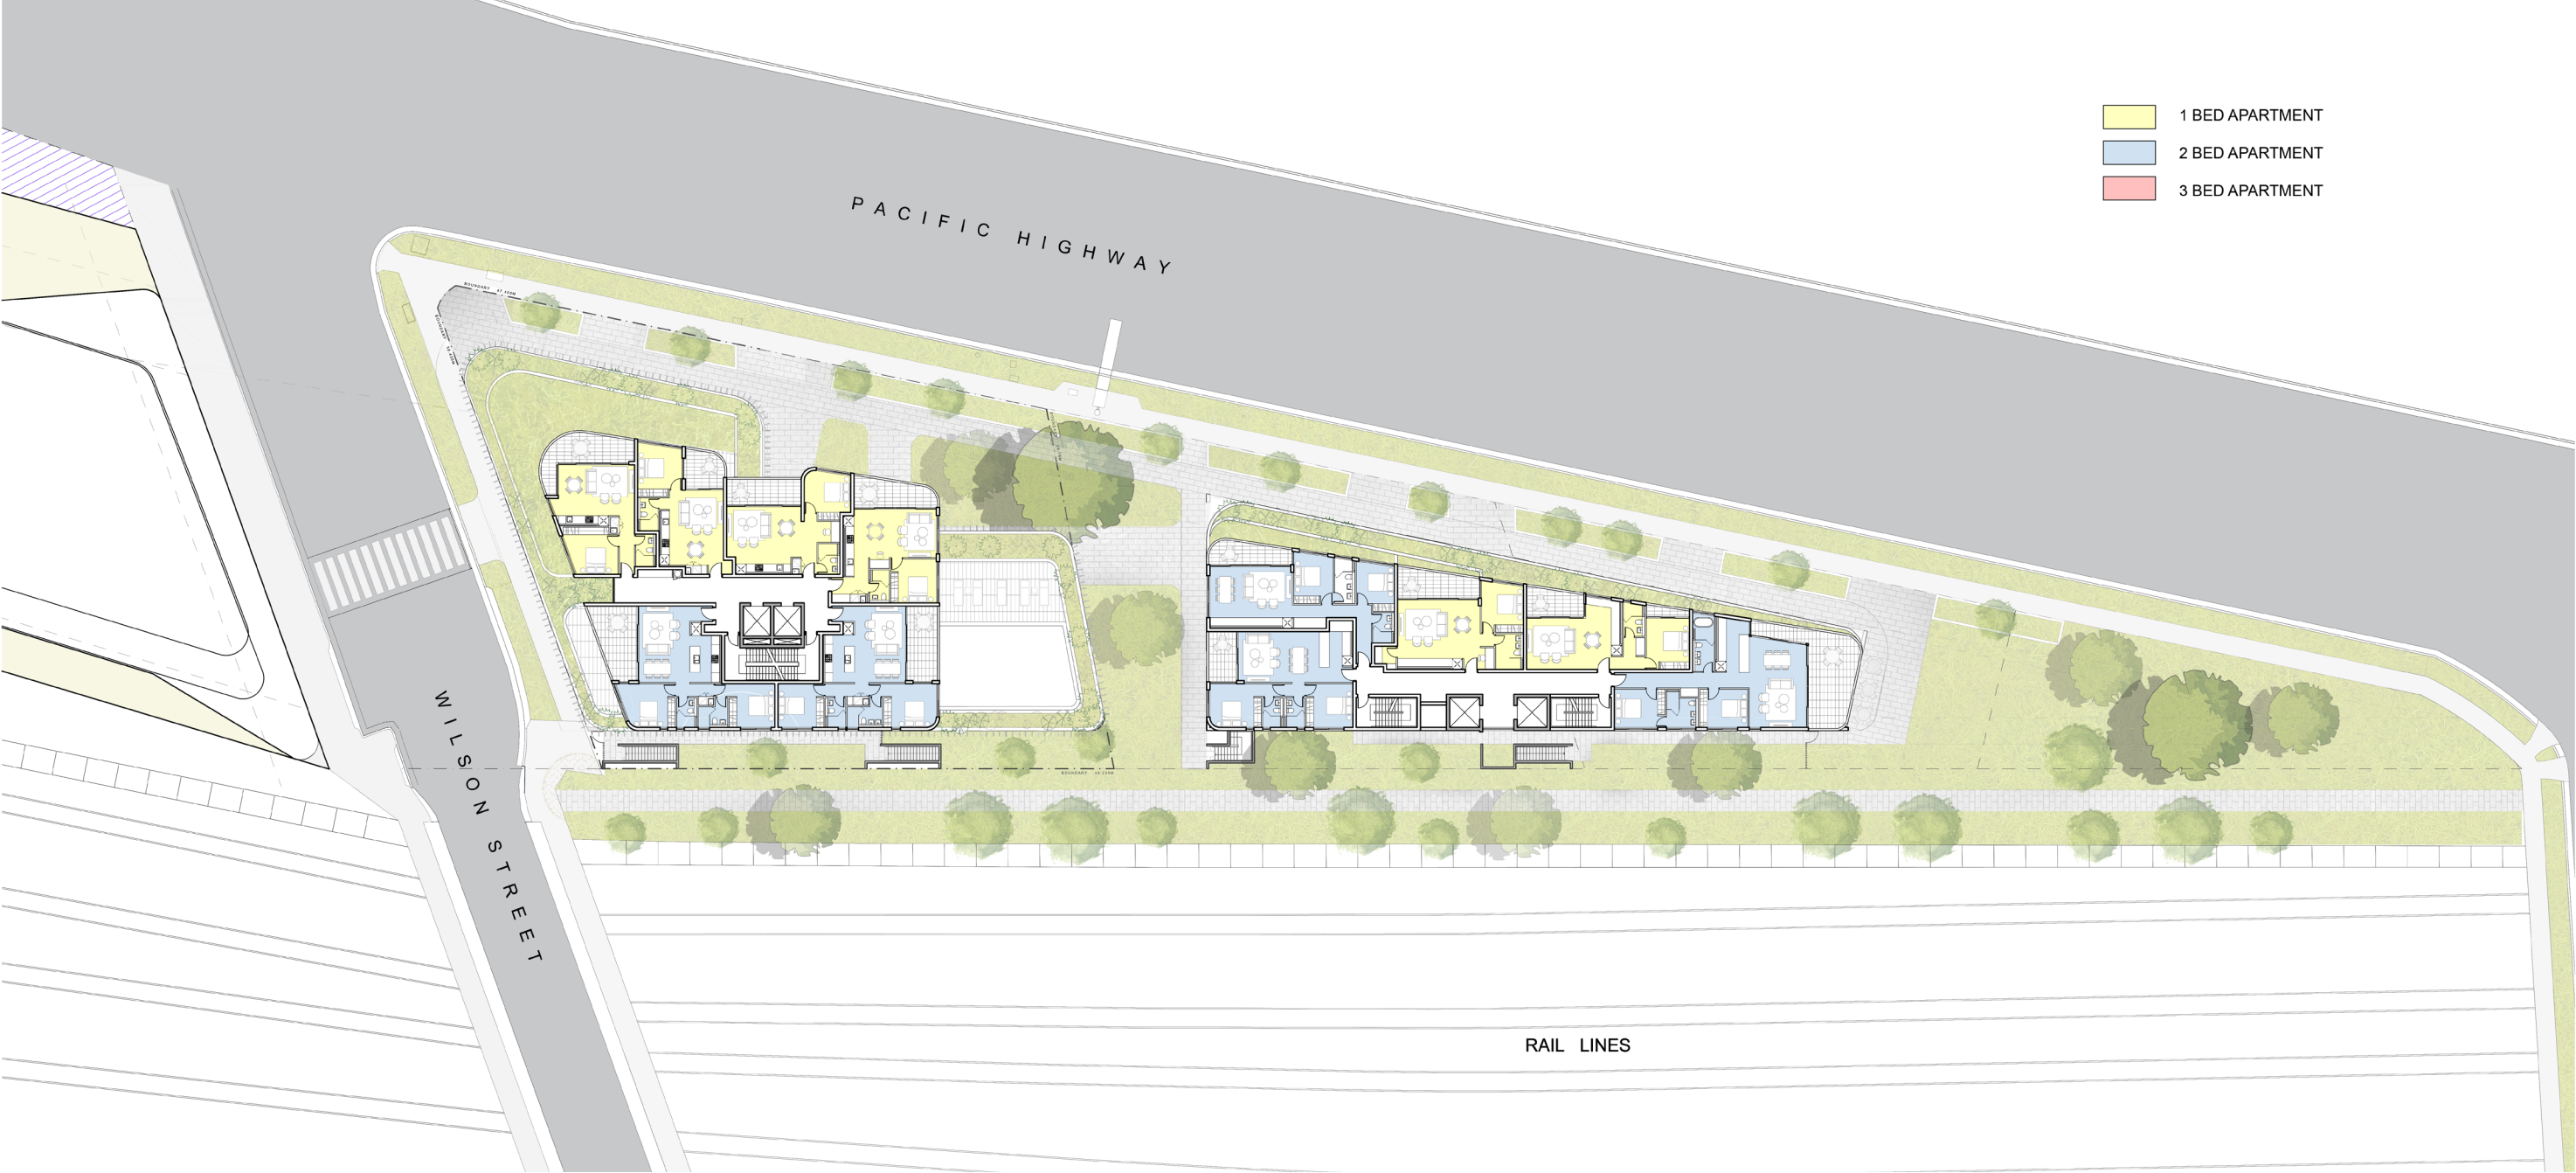 1 BED APARTMENT
2 BED APARTMENT
3 BED APARTMENT
PACIFIC HIGHWAY
WILSON STREET
RAIL LINES